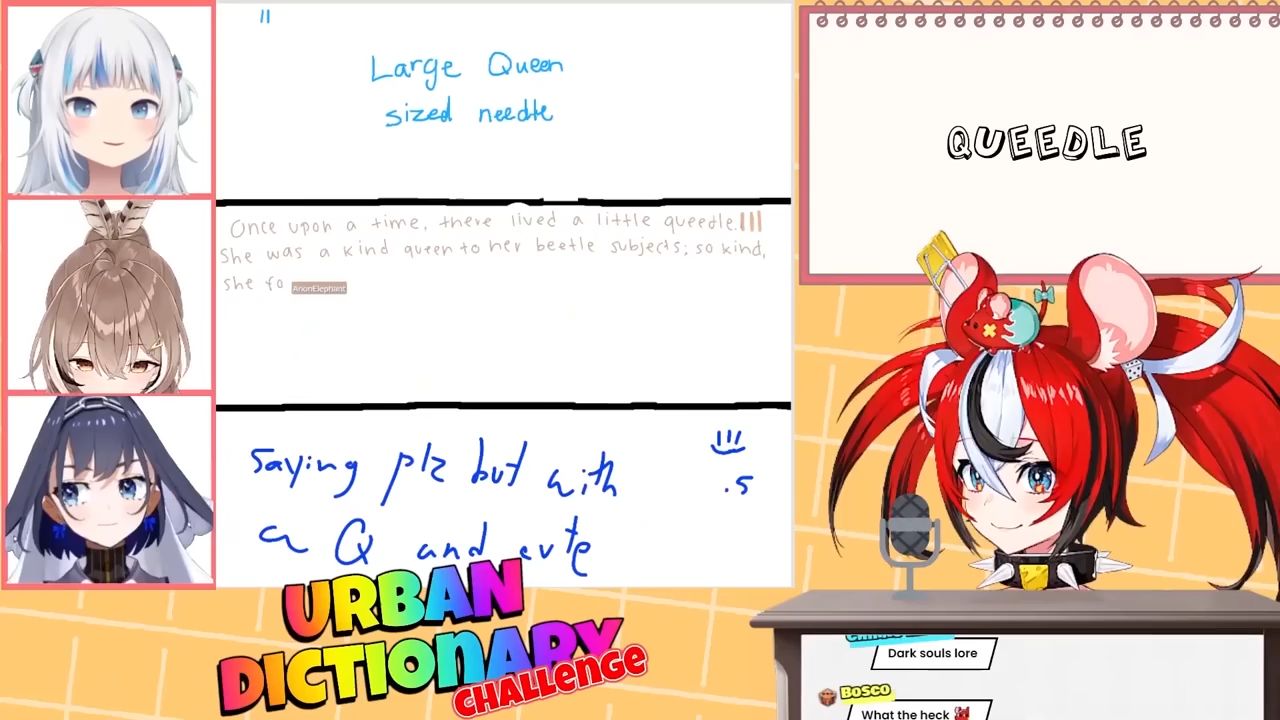 Large Queen
sized needle
Once upon a time, there lived a little queedle.
She was a kind queen to her beetle subjects; so kind,
she fo
AnonElephant
Saying plz but with
a Q and cute
.5
QUEEDLE
URBAN
DICTIONARY
CHALLENGE
Dark souls lore
BOSCO
What the heck